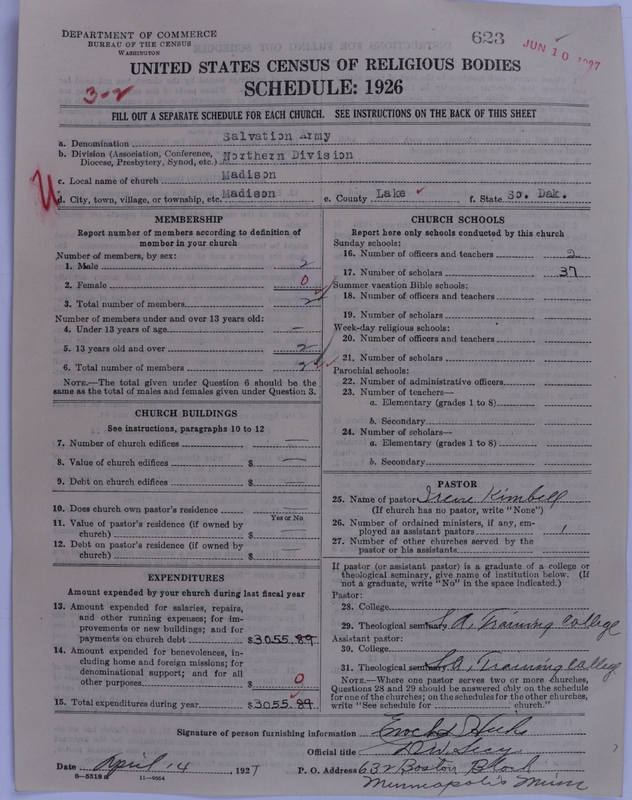 DEPARTMENT OF COMMERCE
BUREAU OF THE CENSUS
WASHINGTON
623
JUN 10 1927
UNITED STATES CENSUS OF RELIGIOUS BODIES
SCHEDULE: 1926
3-2
FILL OUT A SEPARATE SCHEDULE FOR EACH CHURCH. SEE INSTRUCTIONS ON THE BACK OF THIS SHEET
a. Denomination Salvation Army
b. Division (Association, Conference, Diocese, Presbytery, Synod, etc.) Northern Division
c. Local name of church Madison
d. City, town, village, or township, etc. Madison e. County Lake ✓ f. State So. Dak.
MEMBERSHIP
Report number of members according to definition of
member in your church
Number of members, by sex:
1. Male 2
2. Female 0
3. Total number of members 2
Number of members under and over 13 years old:
4. Under 13 years of age –
5. 13 years old and over 2
6. Total number of members 2
NOTE.—The total given under Question 6 should be the
same as the total of males and females given under Question 3.
CHURCH BUILDINGS
See instructions, paragraphs 10 to 12
7. Number of church edifices —
8. Value of church edifices $ —
9. Debt on church edifices $ —
10. Does church own pastor's residence —
Yes or No
11. Value of pastor's residence (if owned by
church) $ —
12. Debt on pastor's residence (if owned by
church) $ —
EXPENDITURES
Amount expended by your church during last fiscal year
13. Amount expended for salaries, repairs,
and other running expenses; for im-
provements or new buildings; and for
payments on church debt $3055.89
14. Amount expended for benevolences, in-
cluding home and foreign missions; for
denominational support; and for all
other purposes $ 0
15. Total expenditures during year $3055.89
CHURCH SCHOOLS
Report here only schools conducted by this church
Sunday schools:
16. Number of officers and teachers 2
17. Number of scholars 37
Summer vacation Bible schools:
18. Number of officers and teachers
19. Number of scholars
Week-day religious schools:
20. Number of officers and teachers
21. Number of scholars
Parochial schools:
22. Number of administrative officers
23. Number of teachers—
a. Elementary (grades 1 to 8)
b. Secondary
24. Number of scholars—
a. Elementary (grades 1 to 8)
b. Secondary
PASTOR
25. Name of pastor Irene Kimbell
(If church has no pastor, write "None")
26. Number of ordained ministers, if any, em-
ployed as assistant pastors 1
27. Number of other churches served by the
pastor or his assistants
If pastor (or assistant pastor) is a graduate of a college or
theological seminary, give name of institution below. (If
not a graduate, write "No" in the space indicated.)
Pastor:
28. College
29. Theological seminary S.A. Training College
Assistant pastor:
30. College
31. Theological seminary S.A. Training College
NOTE.—Where one pastor serves two or more churches,
Questions 28 and 29 should be answered only on the schedule
for one of the churches; on the schedules for the other churches,
write "See schedule for church."
Signature of person furnishing information
Official title
Date April 14, 1927 P. O. Address 632 Boston Block
8-5518 11-9554 Minneapolis Minn